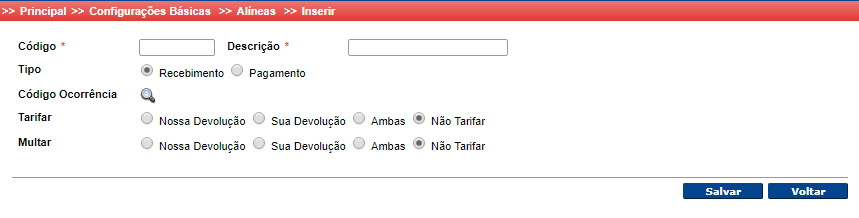 >> Principal >> Configurações Básicas >> Alíneas >> Inserir
Código * Descrição *
Tipo Recebimento Pagamento
Código Ocorrência
Tarifar Nossa Devolução Sua Devolução Ambas Não Tarifar
Multar Nossa Devolução Sua Devolução Ambas Não Tarifar
Salvar Voltar